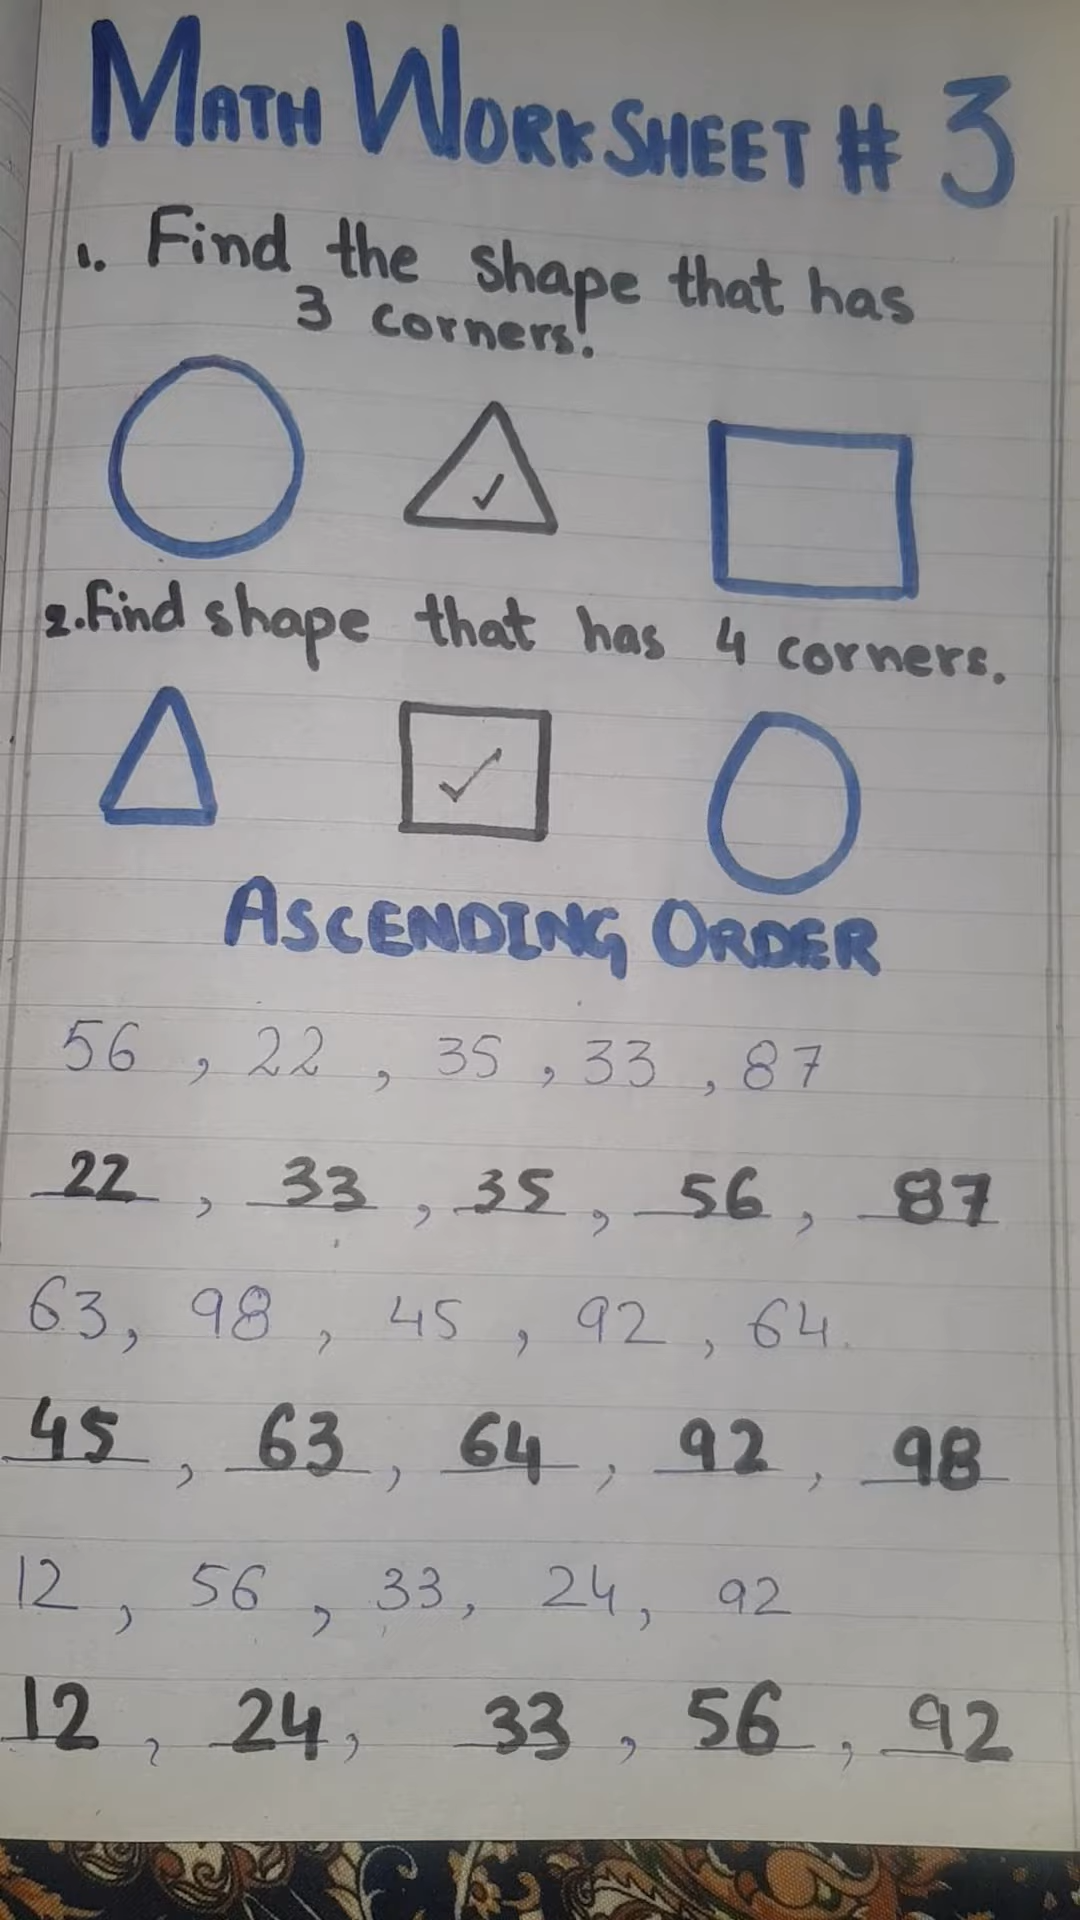 MATH WORKSHEET # 3
1. Find the shape that has
3 corners!
2. Find shape that has 4 corners.
ASCENDING ORDER
56 , 22 , 35 , 33 , 87
22 , 33 , 35 , 56 , 87
63 , 98 , 45 , 92 , 64.
45 , 63 , 64 , 92 , 98
12 , 56 , 33 , 24 , 92
12 , 24 , 33 , 56 , 92